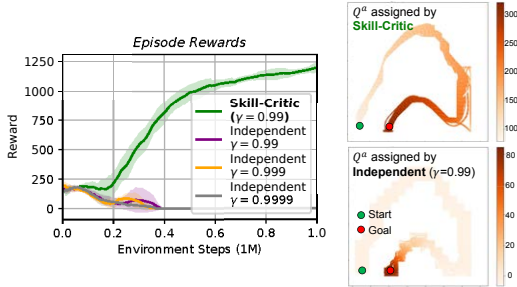 Episode Rewards
1250
1000
750
500
250
0
Reward
0.0 0.2 0.4 0.6 0.8 1.0
Environment Steps (1M)
Skill-Critic
(γ = 0.99)
Independent
γ = 0.99
Independent
γ = 0.999
Independent
γ = 0.9999
Qᵃ assigned by
Skill-Critic
300
250
200
150
100
Qᵃ assigned by
Independent (γ=0.99)
Start
Goal
80
60
40
20
0